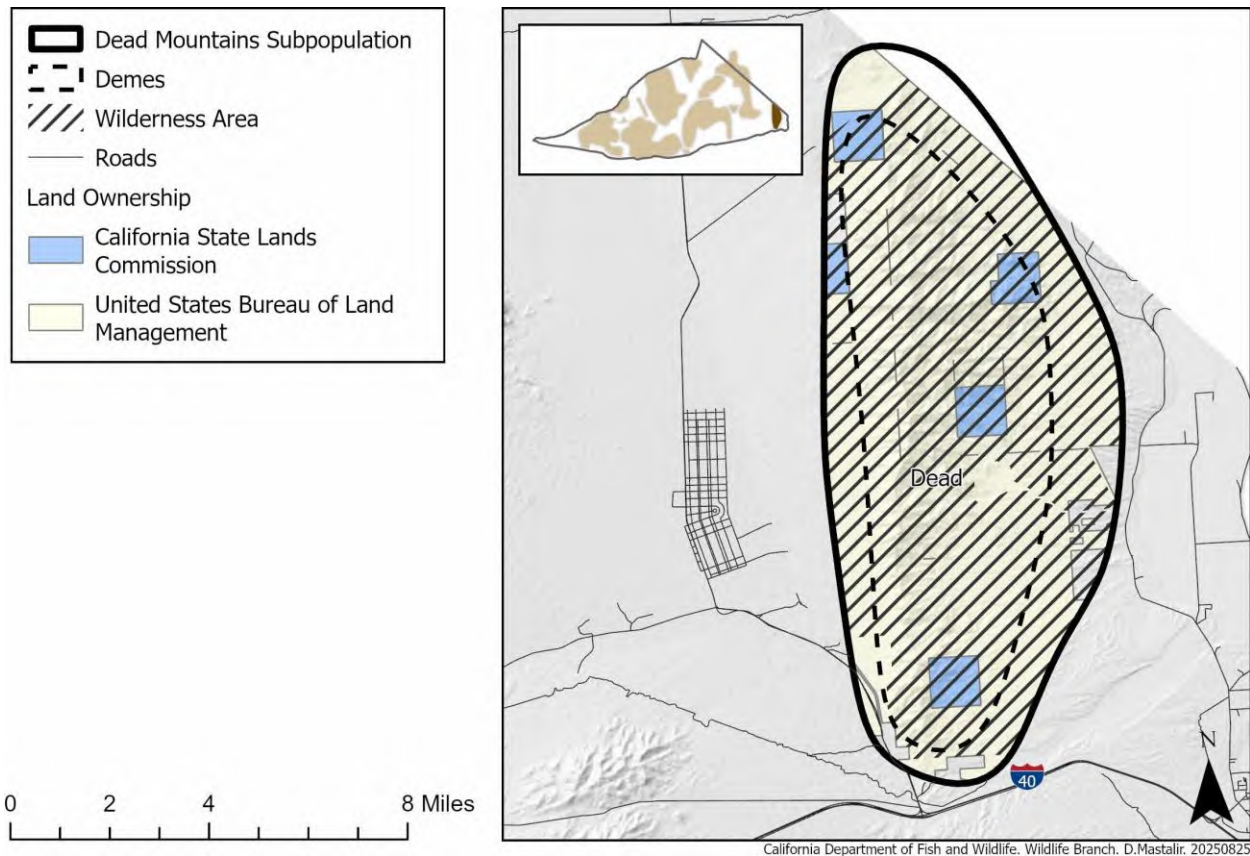 Dead Mountains Subpopulation
Demes
Wilderness Area
Roads
Land Ownership
California State Lands
Commission
United States Bureau of Land
Management
0 2 4 8 Miles
Dead
40
N
California Department of Fish and Wildlife. Wildlife Branch. D.Mastalir. 20250825